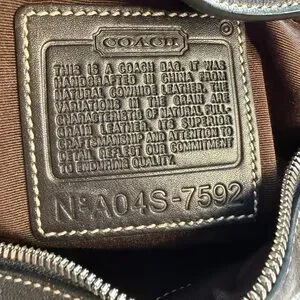 COACH
©
THIS IS A COACH BAG. IT WAS
HANDCRAFTED IN CHINA FROM
NATURAL COWHIDE LEATHER. THE
VARIATIONS IN THE GRAIN ARE
CHARACTERISTIC OF NATURAL FULL-
GRAIN LEATHER. ITS SUPERIOR
CRAFTSMANSHIP AND ATTENTION TO
DETAIL REFLECT OUR COMMITMENT
TO ENDURING QUALITY.
Nº A04S-7592